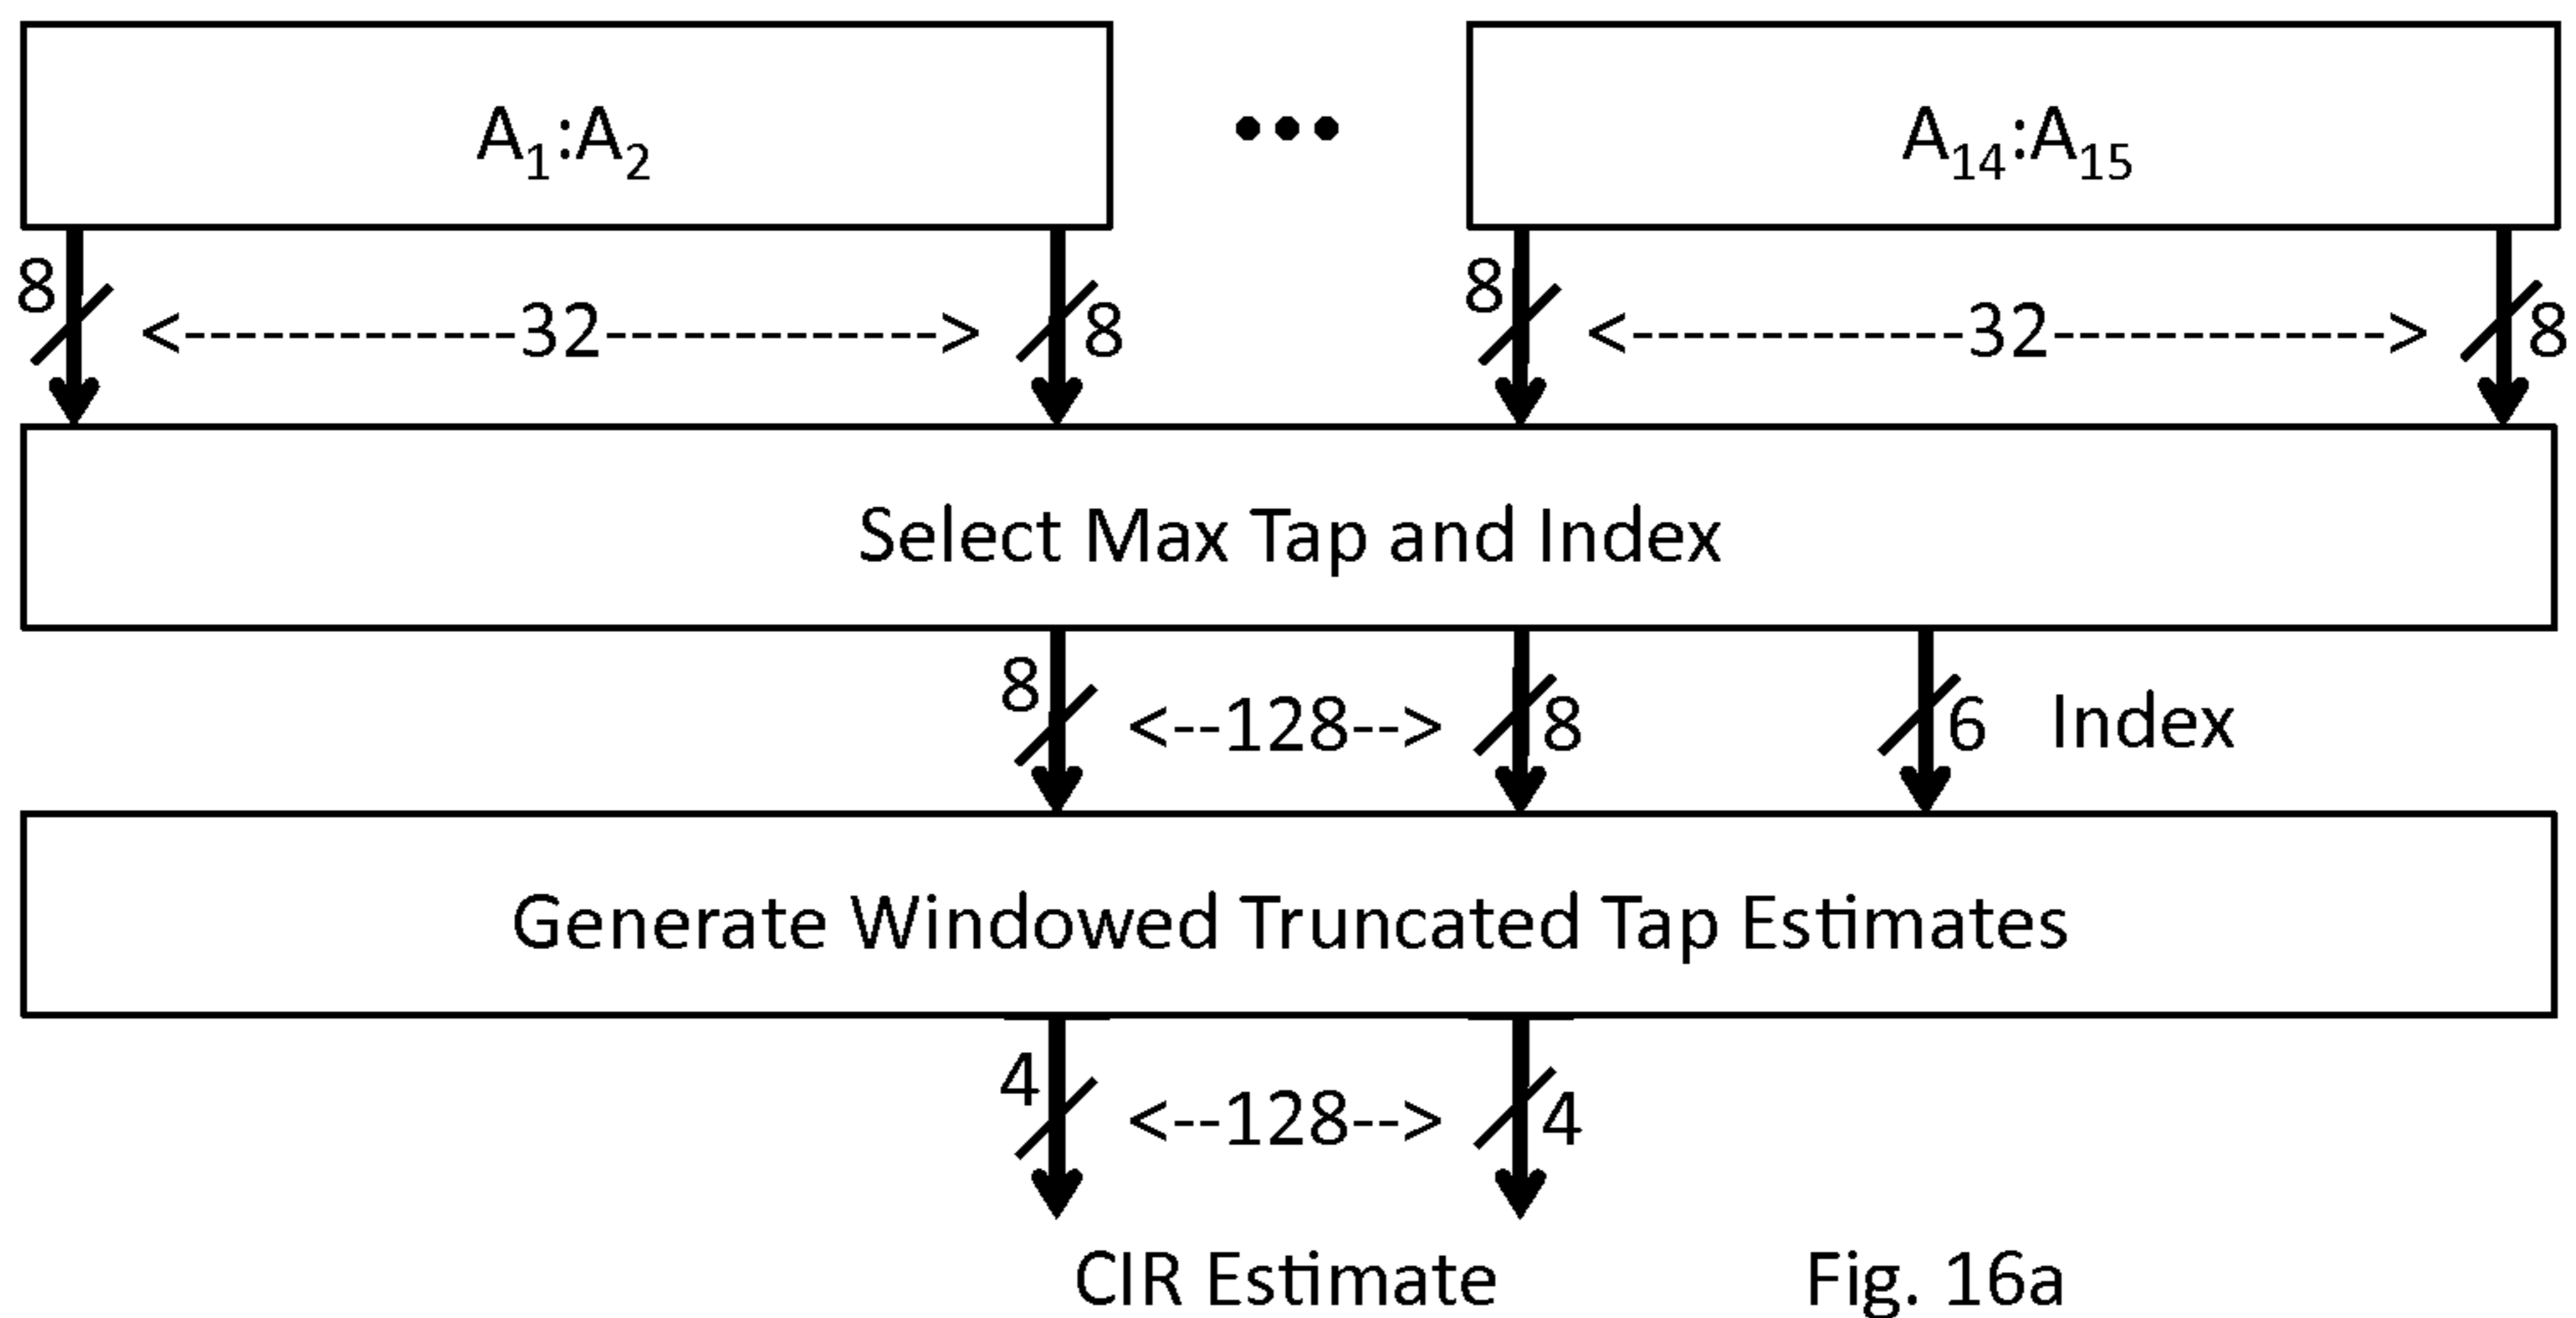 A₁:A₂ ••• A₁₄:A₁₅
8 <-------------32-------------> 8 8 <-------------32-------------> 8
Select Max Tap and Index
8 <--128--> 8 6 Index
Generate Windowed Truncated Tap Estimates
4 <--128--> 4
CIR Estimate Fig. 16a